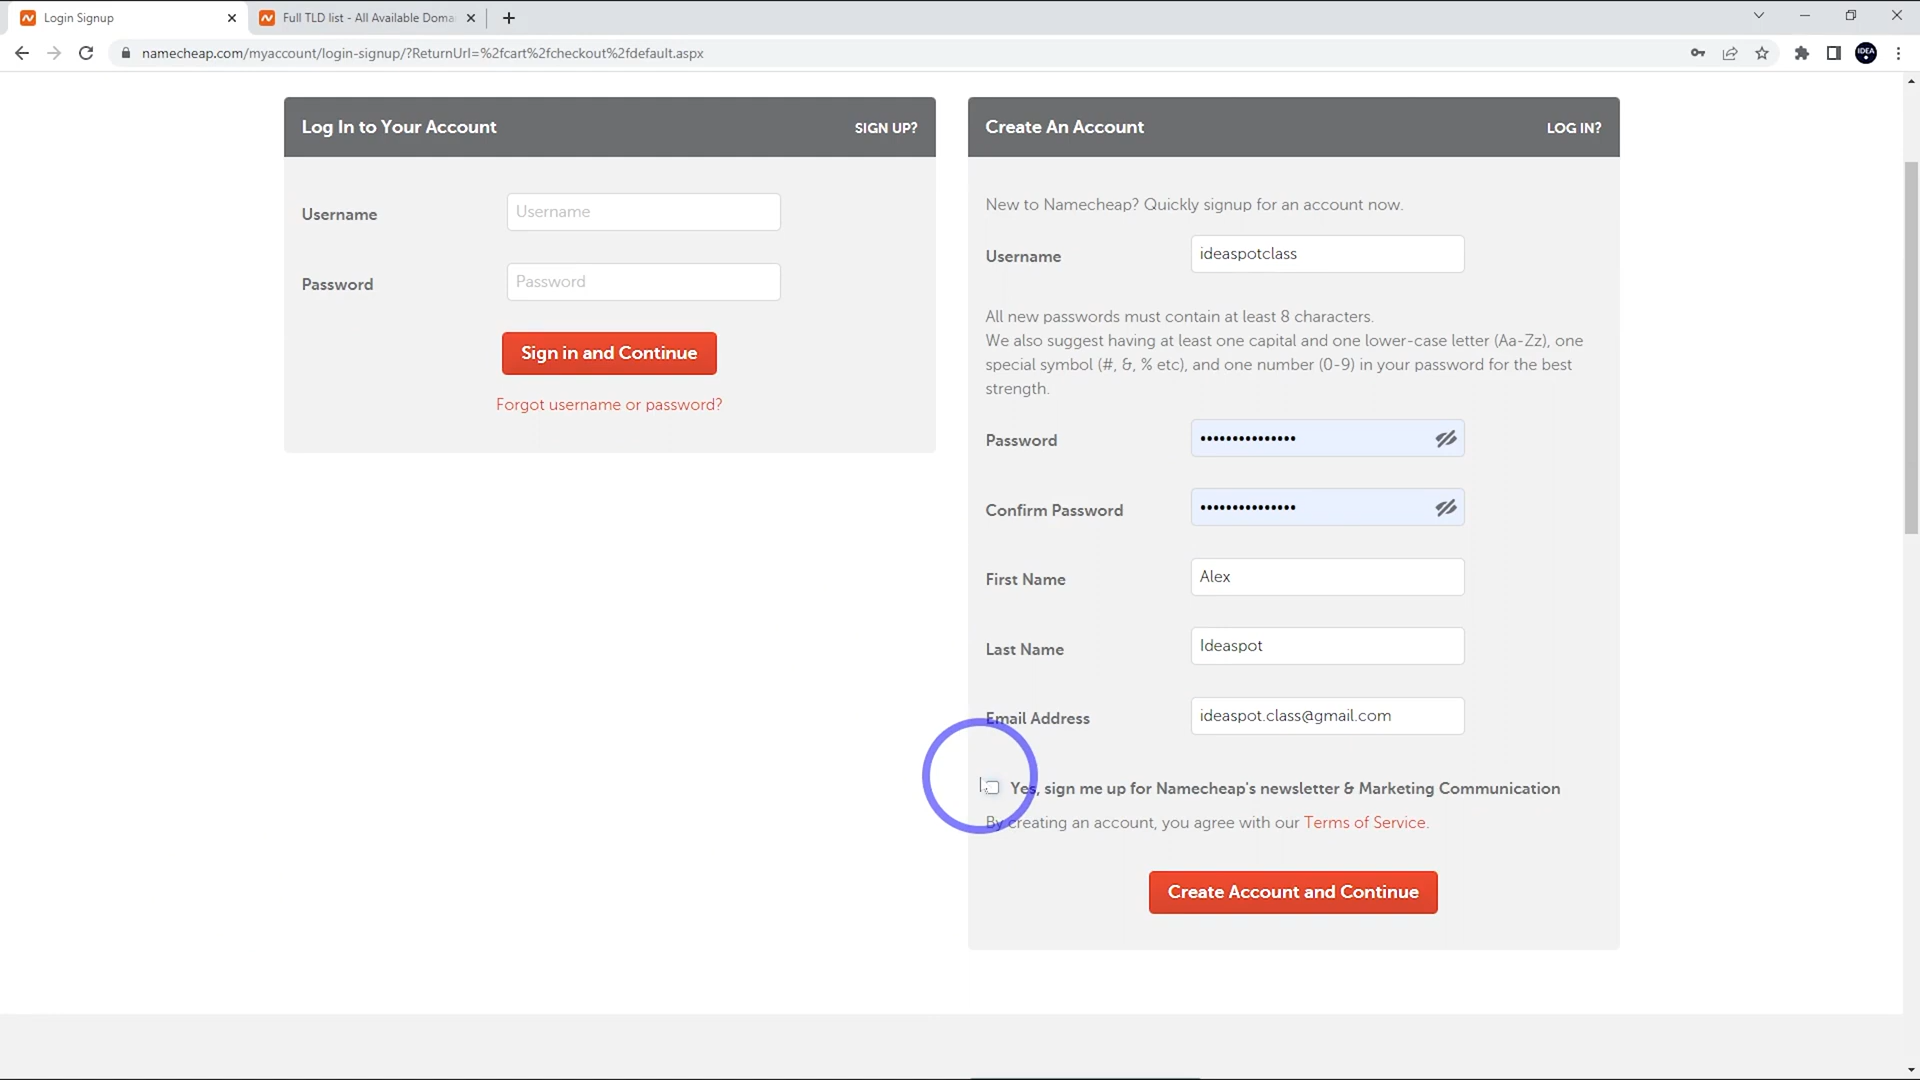 Login Signup
Full TLD list - All Available Doma
namecheap.com/myaccount/login-signup/?ReturnUrl=%2fcart%2fcheckout%2fdefault.aspx
IDEA
Log In to Your Account
SIGN UP?
Username
Username
Password
Password
Sign in and Continue
Forgot username or password?
Create An Account
LOG IN?
New to Namecheap? Quickly signup for an account now.
Username
ideaspotclass
All new passwords must contain at least 8 characters.
We also suggest having at least one capital and one lower-case letter (Aa-Zz), one
special symbol (#, &, % etc), and one number (0-9) in your password for the best
strength.
Password
•••••••••••••••
Confirm Password
•••••••••••••••
First Name
Alex
Last Name
Ideaspot
Email Address
ideaspot.class@gmail.com
Yes, sign me up for Namecheap's newsletter & Marketing Communication
By creating an account, you agree with our Terms of Service.
Create Account and Continue